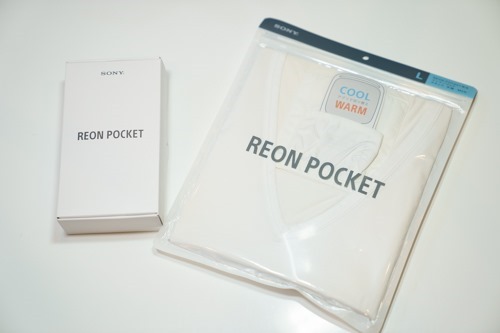 SONY
REON POCKET
SONY
L
COOL
WARM
REON POCKET